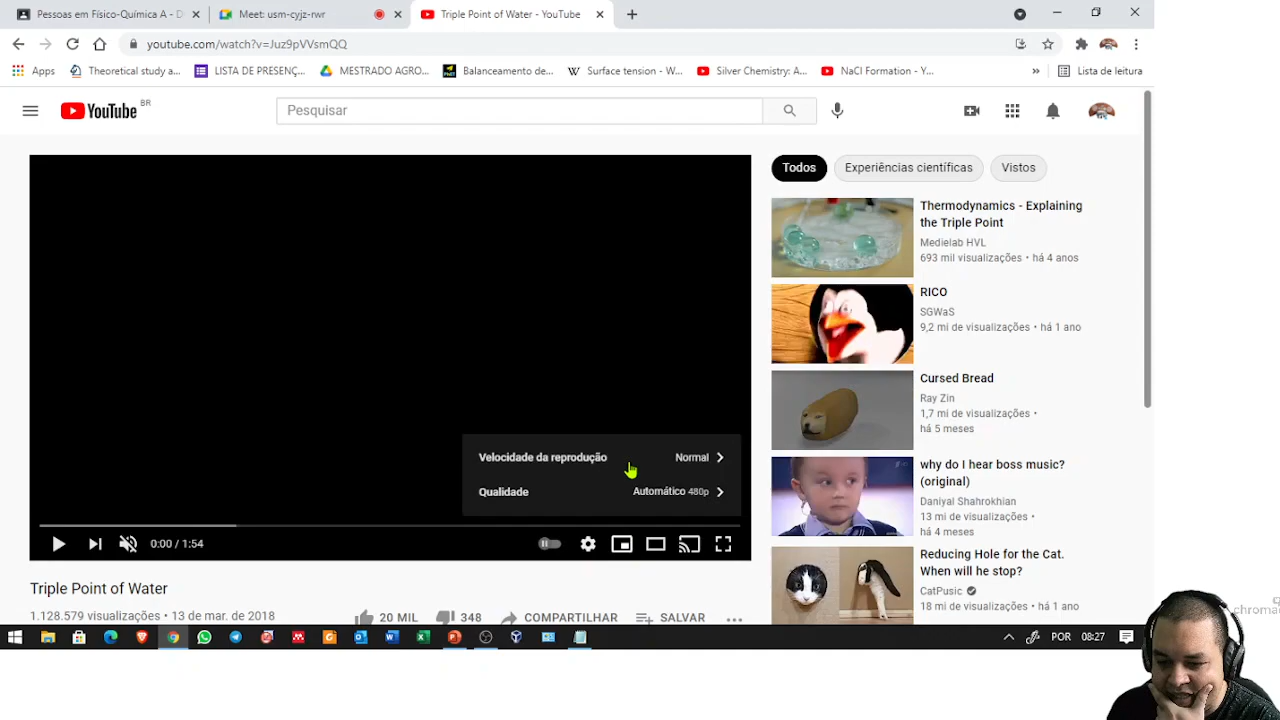 Pessoas em Físico-Química A - D
Meet: usm-cyjz-rwr
Triple Point of Water - YouTube
youtube.com/watch?v=Juz9pVVsmQQ
Apps
Theoretical study a...
LISTA DE PRESENÇ...
MESTRADO AGRO...
Balanceamento de...
Surface tension - W...
Silver Chemistry: A...
NaCl Formation - Y...
»
Lista de leitura
YouTube BR
Pesquisar
Todos
Experiências científicas
Vistos
Thermodynamics - Explaining
the Triple Point
Medielab HVL
693 mil visualizações • há 4 anos
RICO
SGWaS
9,2 mi de visualizações • há 1 ano
Cursed Bread
Ray Zin
1,7 mi de visualizações •
há 5 meses
why do I hear boss music?
(original)
Daniyal Shahrokhian
13 mi de visualizações •
há 4 meses
Reducing Hole for the Cat.
When will he stop?
CatPusic
18 mi de visualizações • há 1 ano
Velocidade da reprodução Normal
Qualidade Automático 480p
0:00 / 1:54
Triple Point of Water
1.128.579 visualizações • 13 de mar. de 2018
20 MIL
348
COMPARTILHAR
SALVAR
POR
08:27